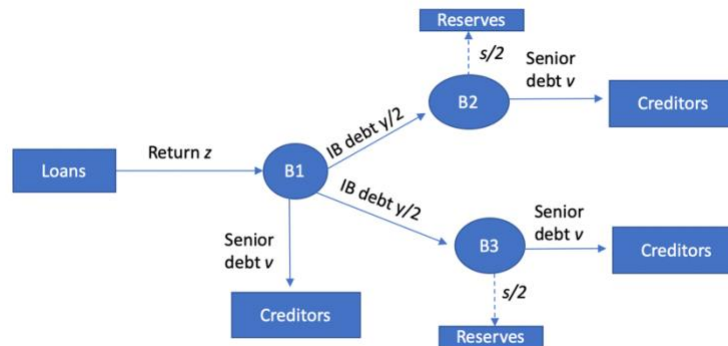 Reserves
s/2
Senior
debt v
B2
Creditors
IB debt y/2
Return z
Loans
B1
IB debt y/2
Senior
debt v
B3
Creditors
Senior
debt v
s/2
Creditors
Reserves